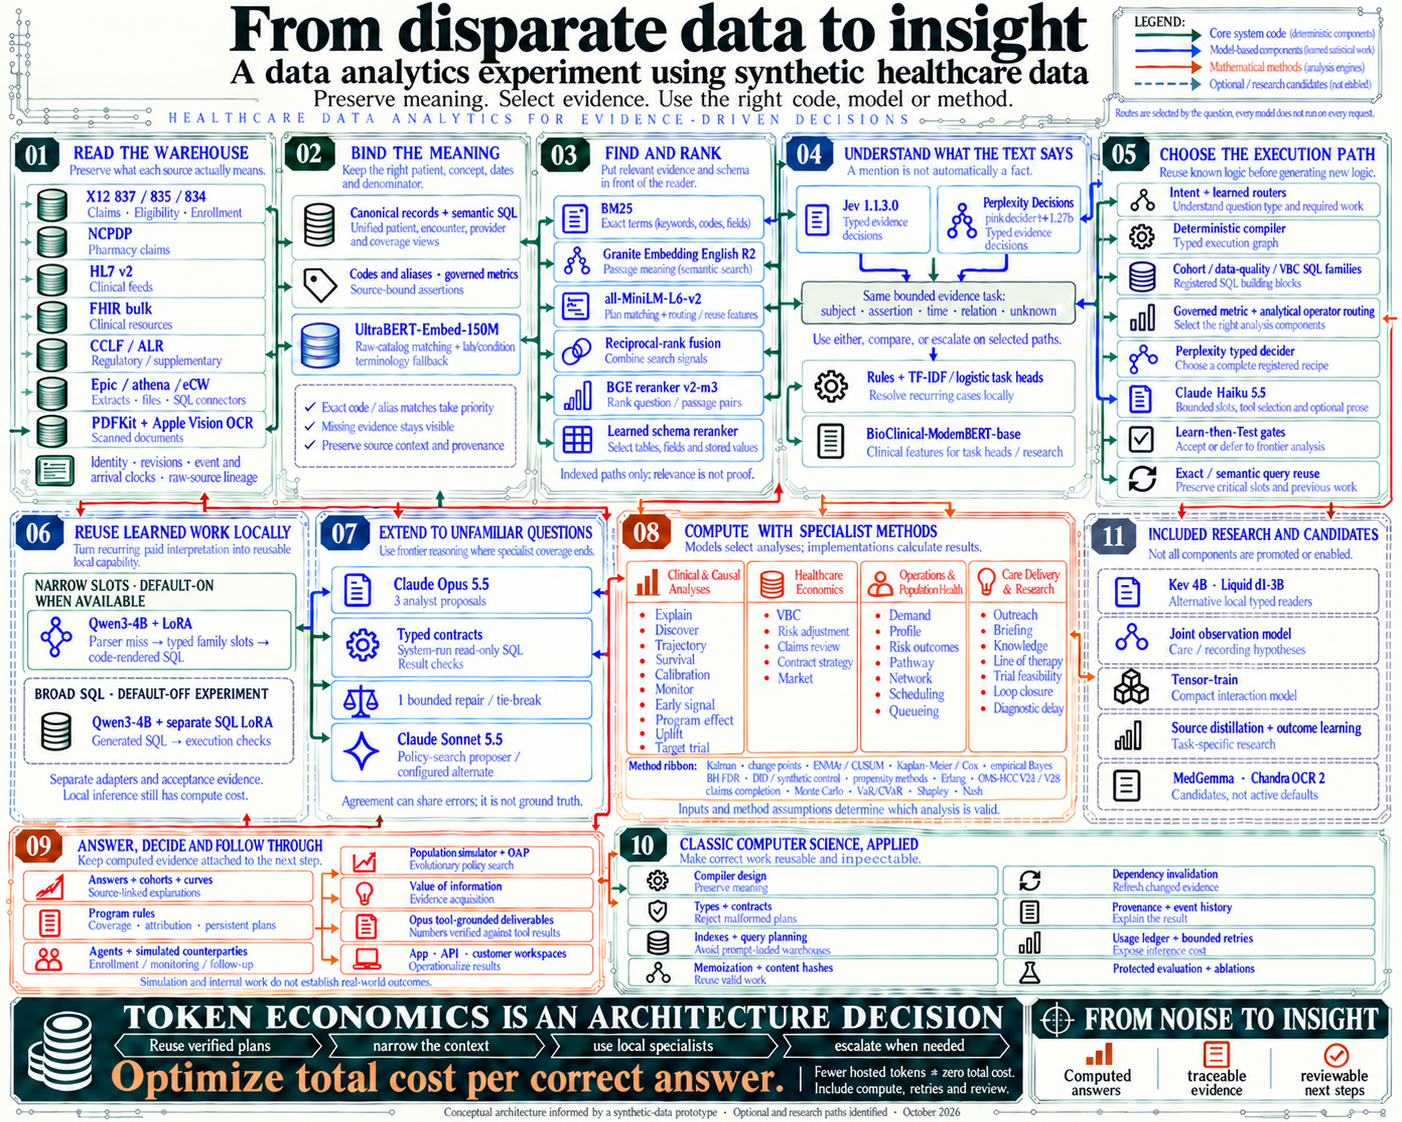 From disparate data to insight
A data analytics experiment using synthetic healthcare data
Preserve meaning. Select evidence. Use the right code, model or method.
HEALTHCARE DATA ANALYTICS FOR EVIDENCE-DRIVEN DECISIONS
LEGEND:
Core system code (deterministic components)
Model-based components (learned statistical work)
Mathematical methods (analysis engines)
Optional / research candidates (not enabled)
Routes are selected by the question, every model does not run on every request.
01 READ THE WAREHOUSE
Preserve what each source actually means.
X12 837 / 835 / 834
Claims · Eligibility · Enrollment
NCPDP
Pharmacy claims
HL7 v2
Clinical feeds
FHIR bulk
Clinical resources
CCLF / ALR
Regulatory / supplementary
Epic / athena / eCW
Extracts · files · SQL connectors
PDFKit + Apple Vision OCR
Scanned documents
Identity · revisions · event and
arrival clocks · raw-source lineage
02 BIND THE MEANING
Keep the right patient, concept, dates
and denominator.
Canonical records + semantic SQL
Unified patient, encounter, provider
and coverage views
Codes and aliases · governed metrics
Source-bound assertions
UltraBERT-Embed-150M
Raw-catalog matching + lab/condition
terminology fallback
Exact code / alias matches take priority
Missing evidence stays visible
Preserve source context and provenance
03 FIND AND RANK
Put relevant evidence and schema
in front of the reader.
BM25
Exact terms (keywords, codes, fields)
Granite Embedding English R2
Passage meaning (semantic search)
all-MiniLM-L6-v2
Plan matching + routing / reuse features
Reciprocal-rank fusion
Combine search signals
BGE reranker v2-m3
Rank question / passage pairs
Learned schema reranker
Select tables, fields and stored values
Indexed paths only: relevance is not proof.
04 UNDERSTAND WHAT THE TEXT SAYS
A mention is not automatically a fact.
Jev 1.1.3.0
Typed evidence
decisions
Perplexity Decisions
Typed evidence
decisions
Same bounded evidence task:
subject · assertion · time · relation · unknown
Use either, compare, or escalate on selected paths.
Rules + TF-IDF / logistic task heads
Resolve recurring cases locally
BioClinical-ModemBERT-base
Clinical features for task heads / research
05 CHOOSE THE EXECUTION PATH
Reuse known logic before generating new logic.
Intent + learned routers
Understand question type and required work
Deterministic compiler
Typed execution graph
Cohort / data-quality / VBC SQL families
Registered SQL building blocks
Governed metric + analytical operator routing
Select the right analysis components
Perplexity typed decider
Choose a complete registered recipe
Claude Haiku 5.5
Bounded slots, tool selection and optional prose
Learn-then-Test gates
Accept or defer to frontier analysis
Exact / semantic query reuse
Preserve critical slots and previous work
06 REUSE LEARNED WORK LOCALLY
Turn recurring paid interpretation into reusable
local capability.
NARROW SLOTS · DEFAULT-ON
WHEN AVAILABLE
Qwen3-4B + LoRA
Parser miss → typed family slots →
code-rendered SQL
BROAD SQL · DEFAULT-OFF EXPERIMENT
Qwen3-4B + separate SQL LoRA
Generated SQL → execution checks
Separate adapters and acceptance evidence.
Local inference still has compute cost.
07 EXTEND TO UNFAMILIAR QUESTIONS
Use frontier reasoning where specialist coverage ends.
Claude Opus 5.5
3 analyst proposals
Typed contracts
System-run read-only SQL
Result checks
1 bounded repair / tie-break
Claude Sonnet 5.5
Policy-search proposer /
configured alternate
Agreement can share errors; it is not ground truth.
08 COMPUTE WITH SPECIALIST METHODS
Models select analyses; implementations calculate results.
Clinical & Causal
Analyses
Explain
Discover
Trajectory
Survival
Calibration
Monitor
Early signal
Program effect
Uplift
Target trial
Healthcare
Economics
VBC
Risk adjustment
Claims review
Contract strategy
Market
Operations &
Population Health
Demand
Profile
Risk outcomes
Pathway
Network
Scheduling
Queueing
Care Delivery
& Research
Outreach
Briefing
Knowledge
Line of therapy
Trial feasibility
Loop closure
Diagnostic delay
Method ribbon: Kalman · change points · / CUSUM · Kaplan-Meier / Cox · empirical Bayes
BH FDR · DID / synthetic control · propensity methods · Erlang · / V28
claims completion · Monte Carlo · VaR/CVaR · Shapley · Nash
Inputs and method assumptions determine which analysis is valid.
11 INCLUDED RESEARCH AND CANDIDATES
Not all components are promoted or enabled.
Kev 4B · Liquid d1-3B
Alternative local typed readers
Joint observation model
Care / recording hypotheses
Tensor-train
Compact interaction model
Source distillation + outcome learning
Task-specific research
MedGemma · Chandra OCR 2
Candidates, not active defaults
09 ANSWER, DECIDE AND FOLLOW THROUGH
Keep computed evidence attached to the next step.
Answers + cohorts + curves
Source-linked explanations
Program rules
Coverage · attribution · persistent plans
Agents + simulated counterparties
Enrollment / monitoring / follow-up
Population simulator + OAP
Evolutionary policy search
Value of information
Evidence acquisition
Opus tool-grounded deliverables
Numbers verified against tool results
App · API · customer workspaces
Operationalize results
Simulation and internal work do not establish real-world outcomes.
10 CLASSIC COMPUTER SCIENCE, APPLIED
Make correct work reusable and inpeectable.
Compiler design
Preserve meaning
Types + contracts
Reject malformed plans
Indexes + query planning
Avoid prompt-loded warehouses
Memoization + content hashes
Reuse valid work
Dependency invalidation
Refresh changed evidence
Provenance + event history
Explain the result
Usage ledger + bounded retries
Expose inference cost
Protected evaluation + ablations
TOKEN ECONOMICS IS AN ARCHITECTURE DECISION
Reuse verified plans
narrow the context
use local specialists
escalate when needed
Optimize total cost per correct answer.
Fewer hosted tokens ≠ zero total cost.
Include compute, retries and review.
FROM NOISE TO INSIGHT
Computed
answers
traceable
evidence
reviewable
next steps
Conceptual architecture informed by a synthetic-data prototype · Optional and research paths identified · October 2026